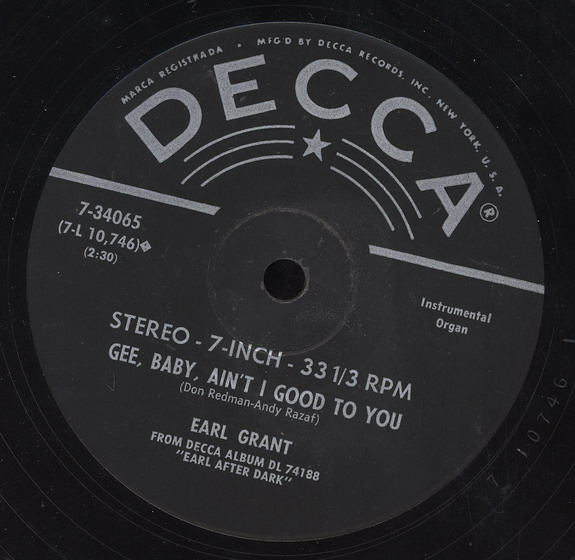 MARCA REGISTRADA • MFG'D BY DECCA RECORDS, INC., NEW YORK, U. S. A.
DECCA®
7-34065
(7-L 10,746)
(2:30)
Instrumental
Organ
STEREO - 7-INCH - 33 1/3 RPM
GEE, BABY, AIN'T I GOOD TO YOU
(Don Redman-Andy Razaf)
EARL GRANT
FROM DECCA ALBUM DL 74188
"EARL AFTER DARK"